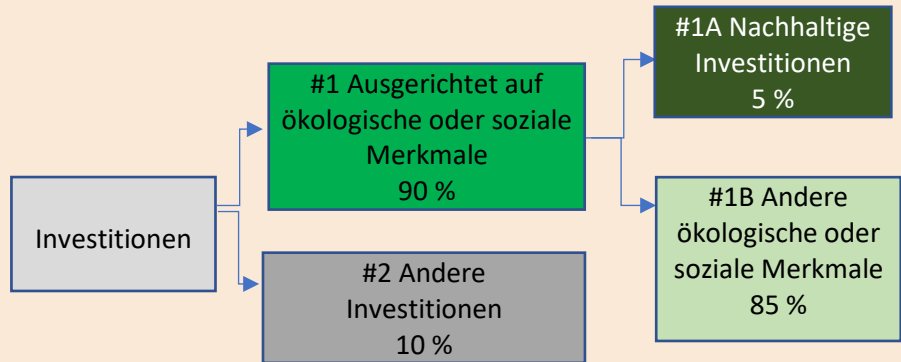 Investitionen
#1 Ausgerichtet auf
ökologische oder soziale
Merkmale
90 %
#2 Andere
Investitionen
10 %
#1A Nachhaltige
Investitionen
5 %
#1B Andere
ökologische oder
soziale Merkmale
85 %